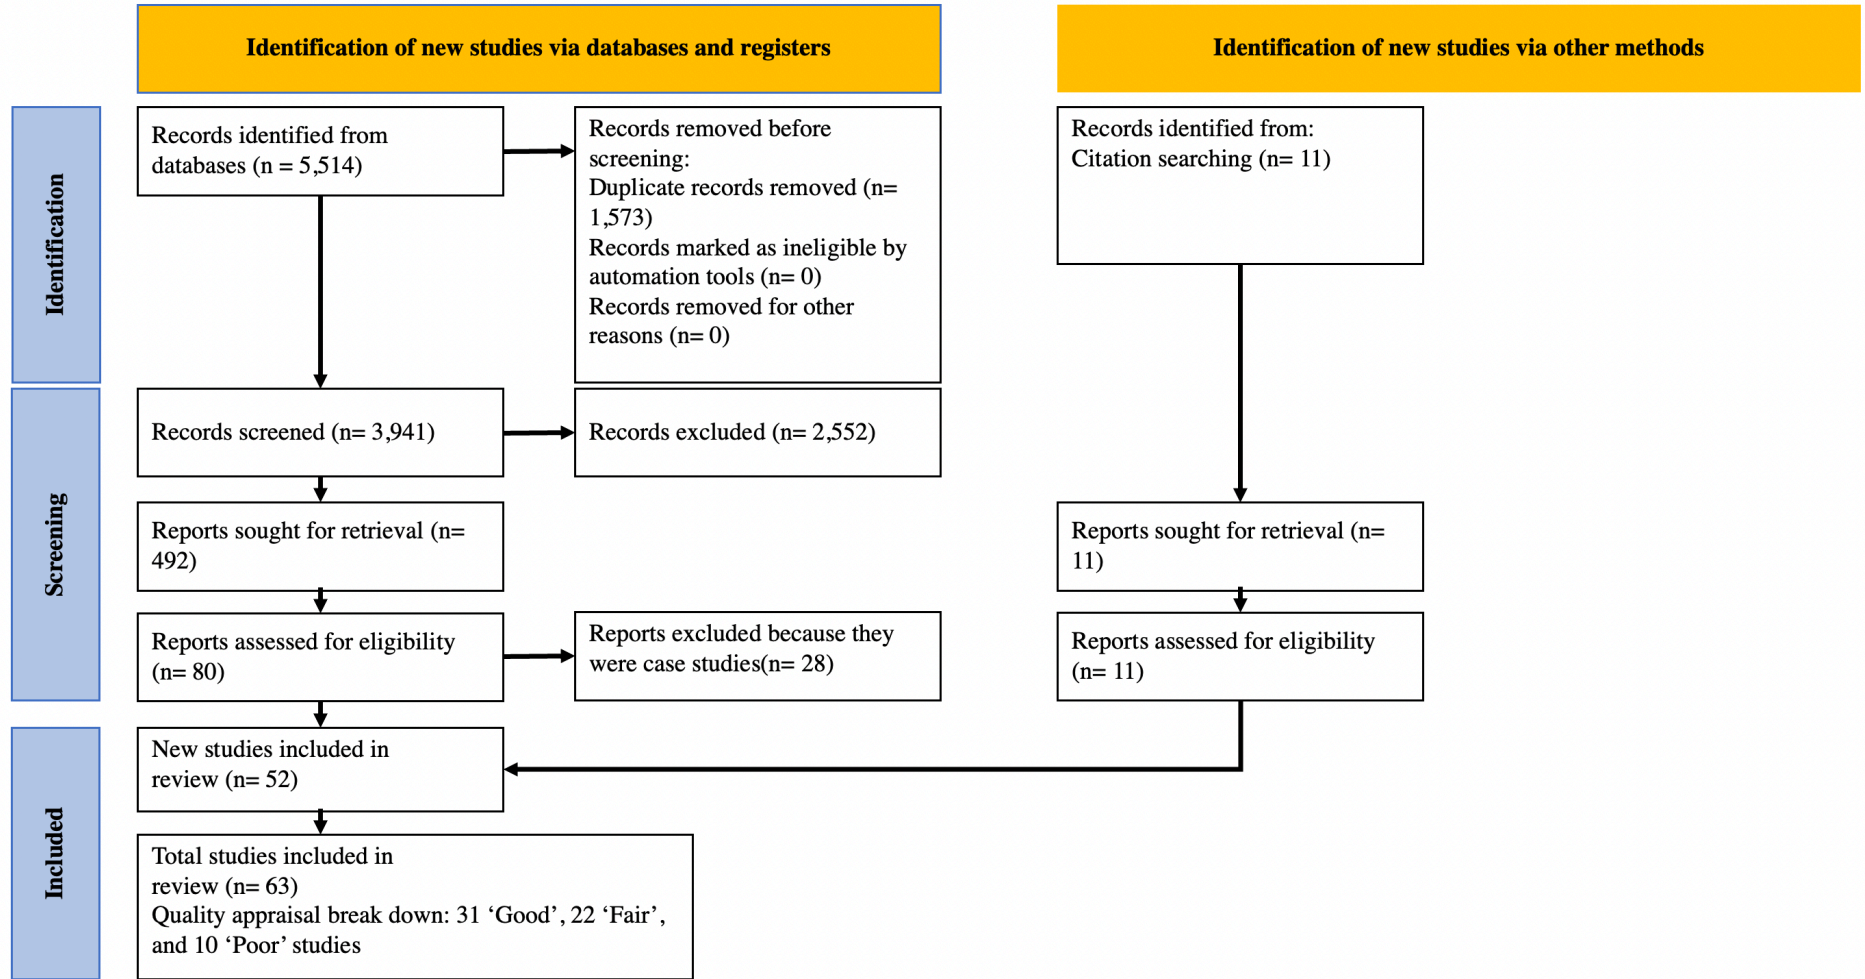 Identification of new studies via databases and registers
Identification of new studies via other methods
Identification
Records identified from
databases (n = 5,514)
Records removed before
screening:
Duplicate records removed (n=
1,573)
Records marked as ineligible by
automation tools (n= 0)
Records removed for other
reasons (n= 0)
Records identified from:
Citation searching (n= 11)
Screening
Records screened (n= 3,941)
Records excluded (n= 2,552)
Reports sought for retrieval (n=
492)
Reports sought for retrieval (n=
11)
Reports assessed for eligibility
(n= 80)
Reports excluded because they
were case studies(n= 28)
Reports assessed for eligibility
(n= 11)
Included
New studies included in
review (n= 52)
Total studies included in
review (n= 63)
Quality appraisal break down: 31 ‘Good’, 22 ‘Fair’,
and 10 ‘Poor’ studies